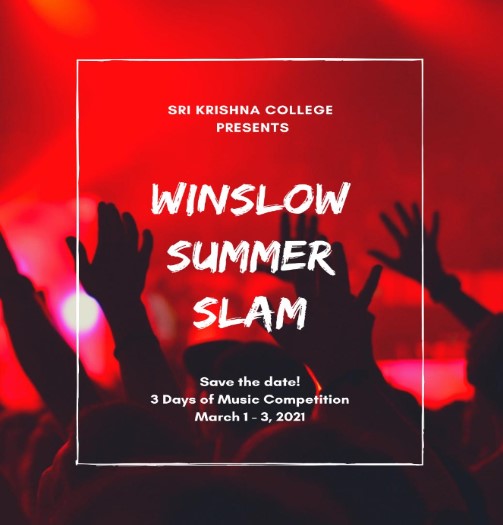 SRI KRISHNA COLLEGE
PRESENTS
WINSLOW
SUMMER
SLAM
Save the date!
3 Days of Music Competition
March 1 - 3, 2021